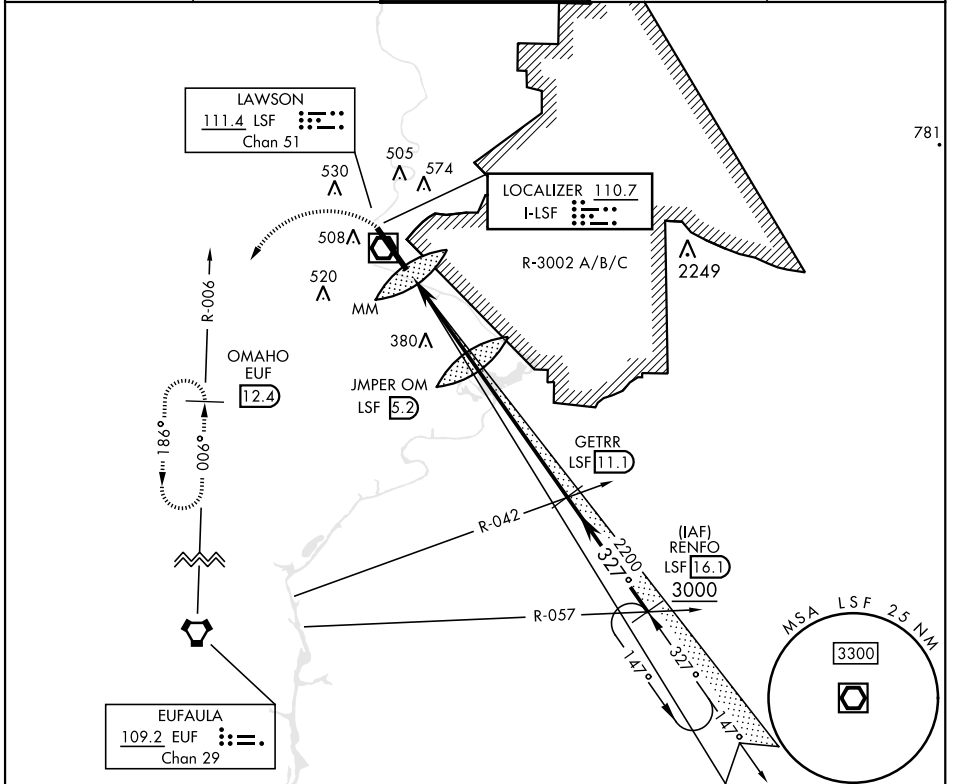 LAWSON
111.4 LSF
Chan 51
781
530
505
574
LOCALIZER 110.7
I-LSF
508
R-3002 A/B/C
2249
520
MM
R-006
380
OMAHO
EUF
12.4
JMPER OM
LSF 5.2
186°
006°
GETRR
LSF 11.1
R-042
(IAF)
RENFO
LSF 16.1
3000
2200
327°
R-057
MSA LSF 25 NM
3300
147°
327°
147°
EUFAULA
109.2 EUF
Chan 29